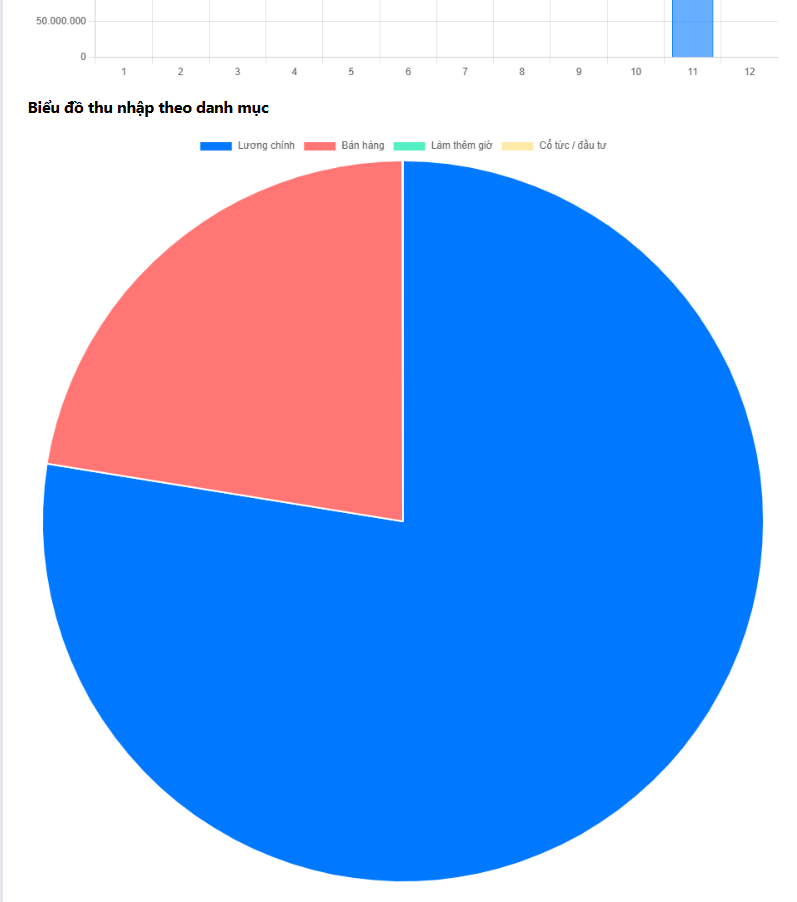 50.000.000
0
1 2 3 4 5 6 7 8 9 10 11 12
Biểu đồ thu nhập theo danh mục
Lương chính Bán hàng Làm thêm giờ Cổ tức / đầu tư